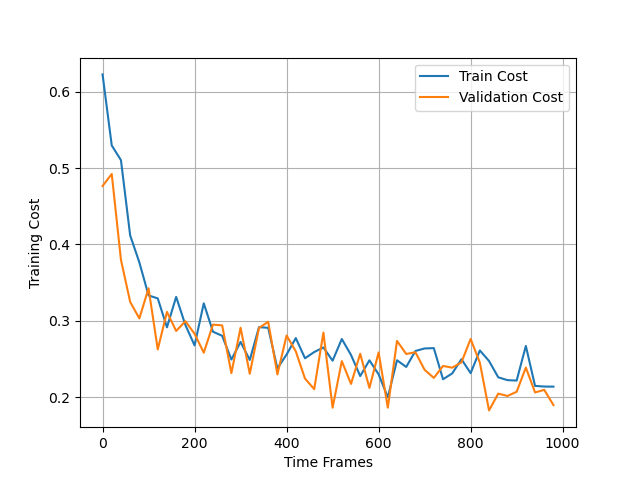 Train Cost
Validation Cost
0.6
0.5
0.4
0.3
0.2
Training Cost
0 200 400 600 800 1000
Time Frames